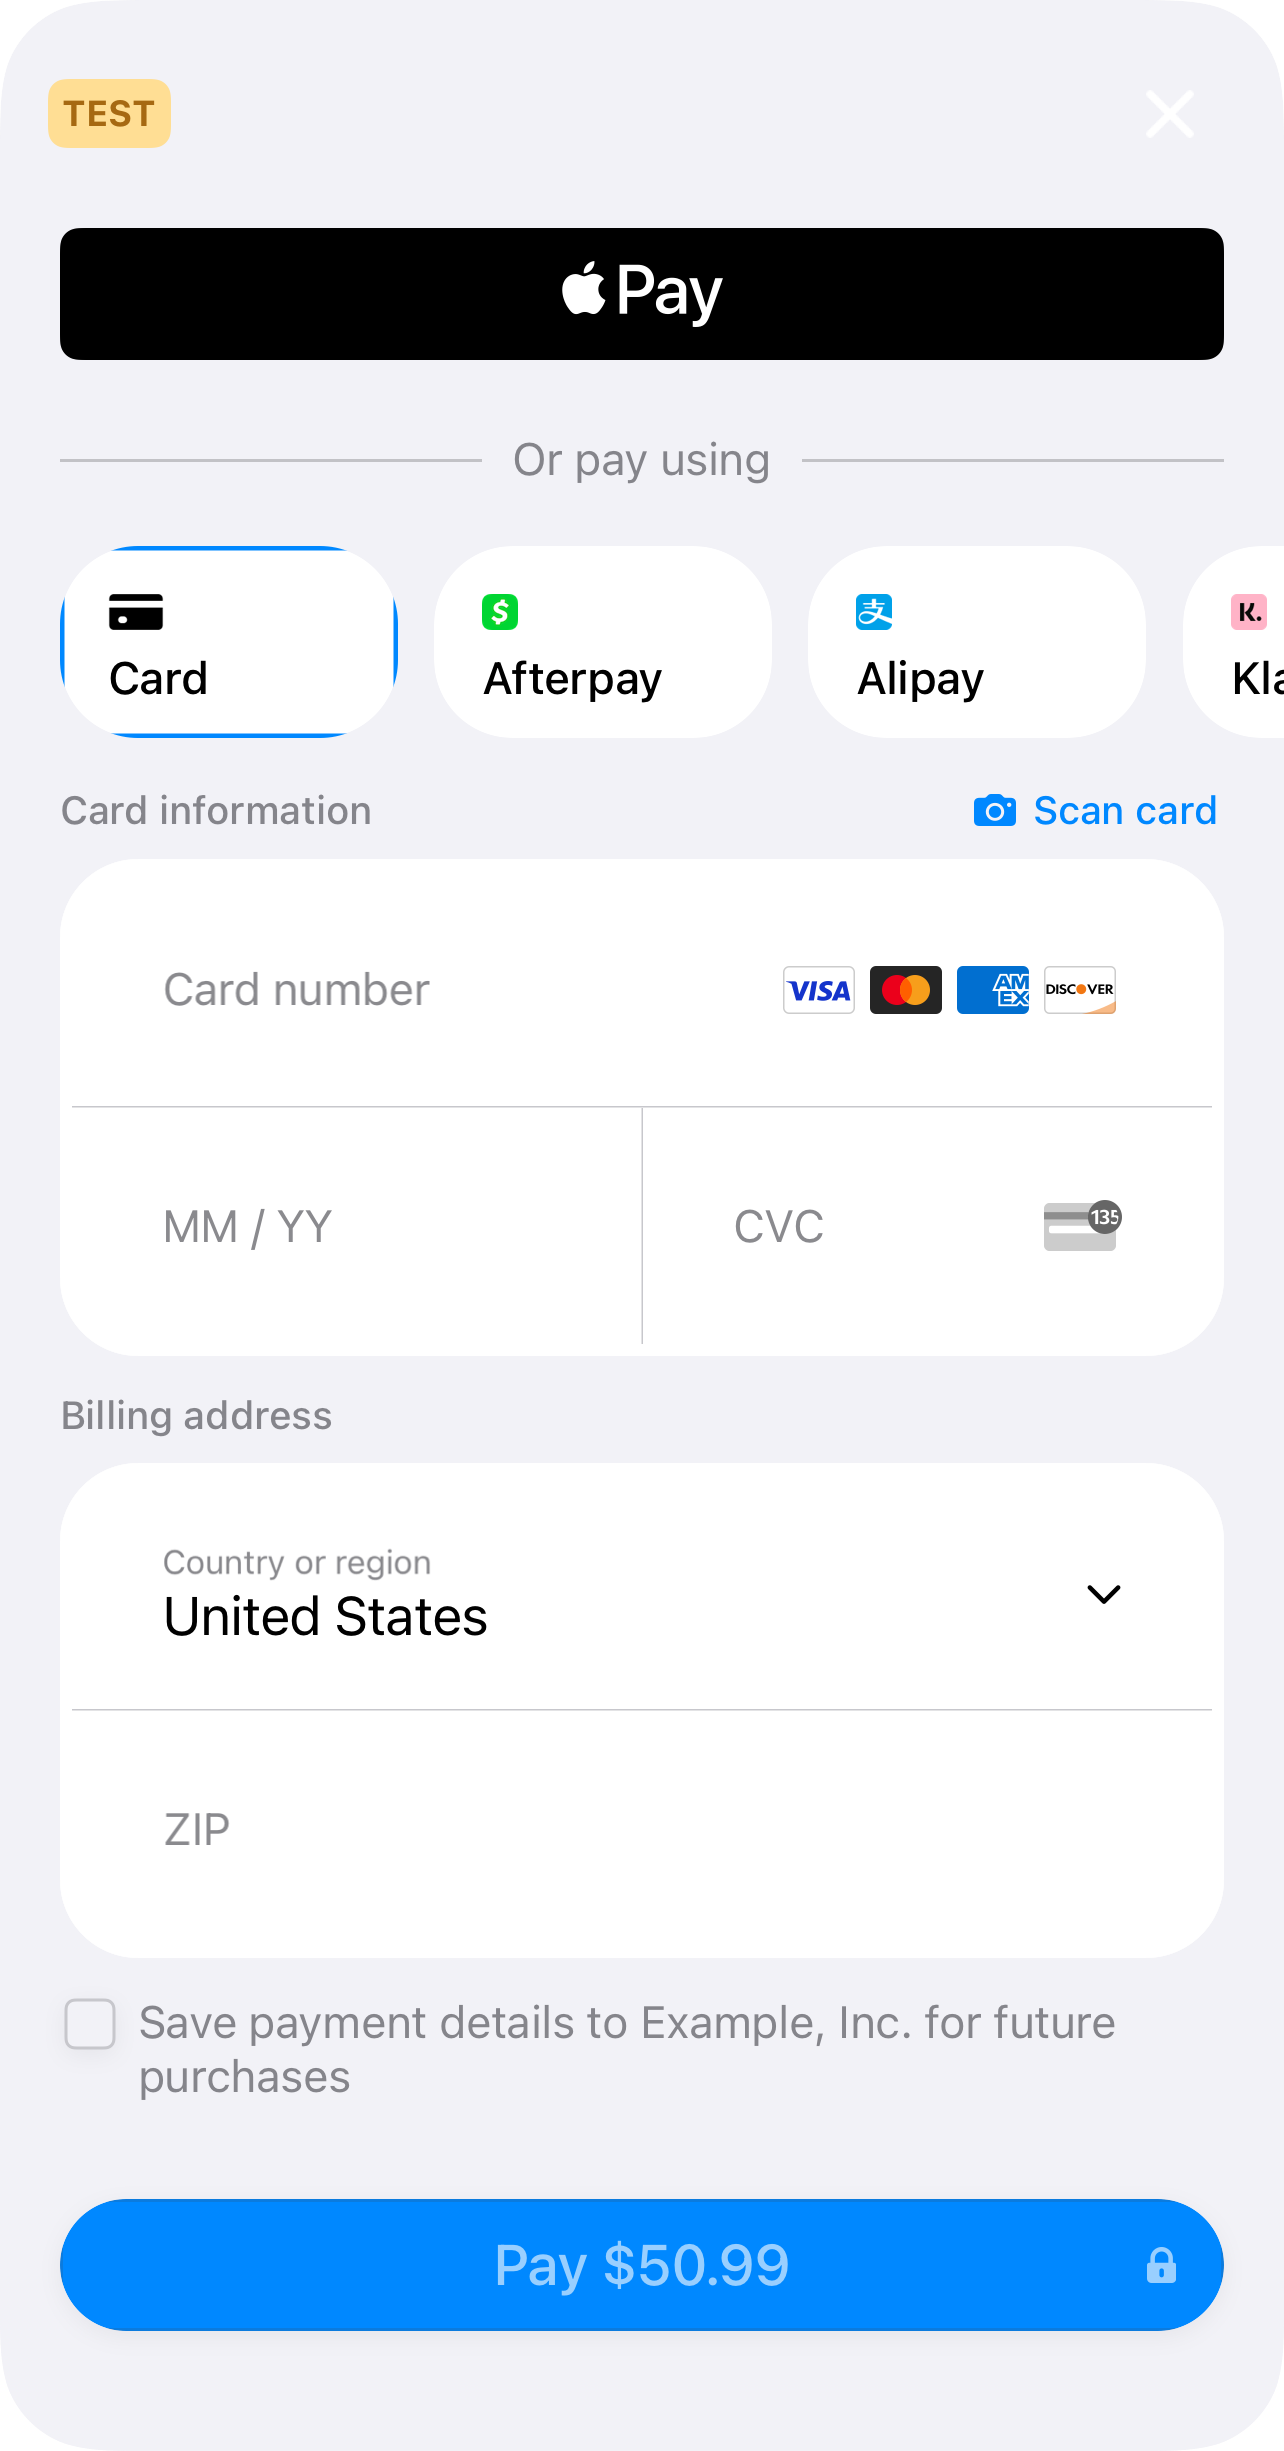 TEST
Pay
Or pay using
Card
Afterpay
Alipay
Kla
Card information
Scan card
Card number
VISA
AM
EX
DISCOVER
MM / YY
CVC
135
Billing address
Country or region
United States
ZIP
Save payment details to Example, Inc. for future
purchases
Pay $50.99